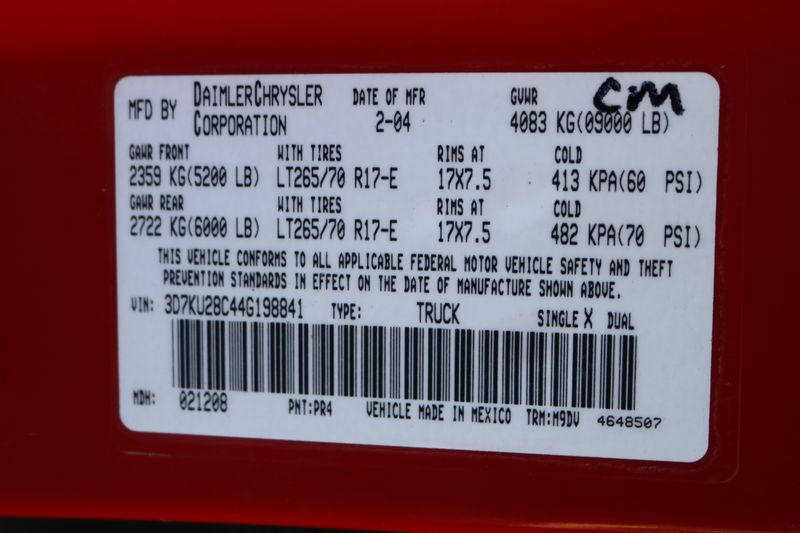 CM
MFD BY DAIMLERCHRYSLER CORPORATION DATE OF MFR 2-04 GVWR 4083 KG(09000 LB)
GAWR FRONT WITH TIRES RIMS AT COLD
2359 KG(5200 LB) LT265/70 R17-E 17X7.5 413 KPA(60 PSI)
GAWR REAR WITH TIRES RIMS AT COLD
2722 KG(6000 LB) LT265/70 R17-E 17X7.5 482 KPA(70 PSI)
THIS VEHICLE CONFORMS TO ALL APPLICABLE FEDERAL MOTOR VEHICLE SAFETY AND THEFT
PREVENTION STANDARDS IN EFFECT ON THE DATE OF MANUFACTURE SHOWN ABOVE.
VIN: 3D7KU28C44G198841 TYPE: TRUCK SINGLE X DUAL
MDH: 021208 PNT:PR4 VEHICLE MADE IN MEXICO TRM:M9DV 4648507